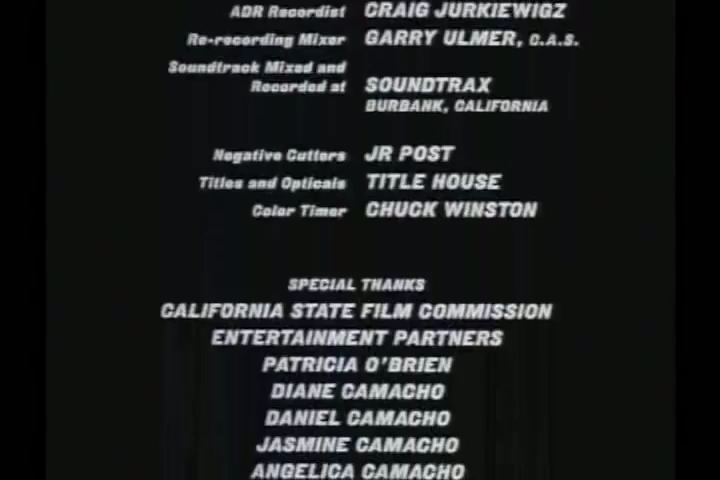 ADR Recordist CRAIG JURKIEWIGZ
Re-recording Mixer GARRY ULMER, C.A.S.
Soundtrack Mixed and
Recorded at SOUNDTRAX
BURBANK, CALIFORNIA
Negative Cutters JR POST
Titles and Opticals TITLE HOUSE
Color Timer CHUCK WINSTON
SPECIAL THANKS
CALIFORNIA STATE FILM COMMISSION
ENTERTAINMENT PARTNERS
PATRICIA O'BRIEN
DIANE CAMACHO
DANIEL CAMACHO
JASMINE CAMACHO
ANGELICA CAMACHO